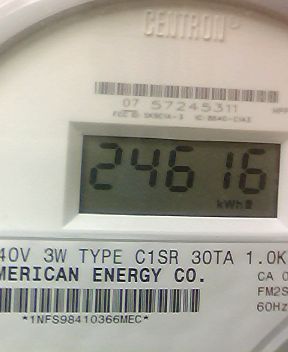 CENTRON®
07 57245311
24616
kWh
40V 3W TYPE C1SR 30TA 1.0K
MERICAN ENERGY CO.
CA 0
FM2S
60Hz
*1NFS98410366MEC*